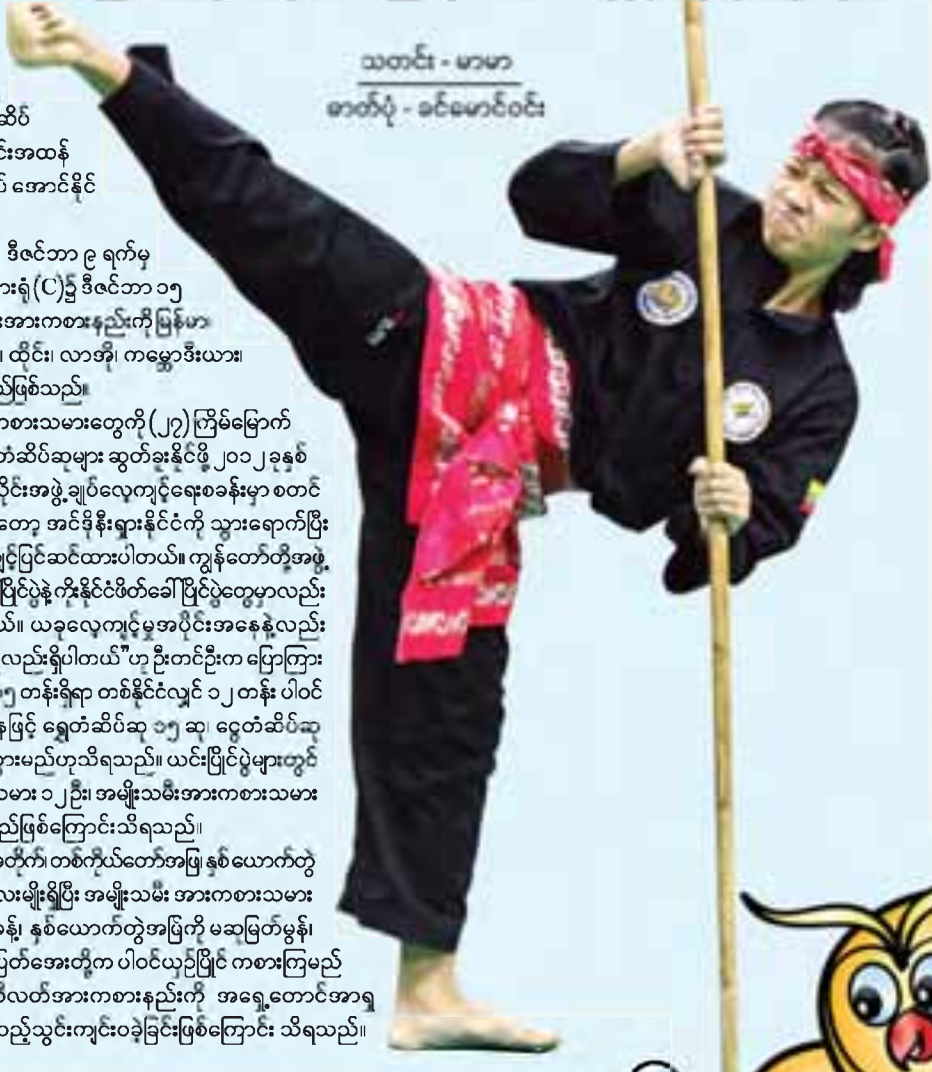 သတင်း - မာမာ
ဓာတ်ပုံ - ခင်မောင်ဝင်း
ဆိပ်
င်းအထန်
ပ် အောင်နိုင်
ဒီဇင်ဘာ ၉ ရက်မှ
ားရုံ (C)၌ ဒီဇင်ဘာ ၁၅
းအားကစားနည်းကိုမြန်မာ၊
၊ ထိုင်း၊ လာအို၊ ကမ္ဘောဒီးယား၊
ည်ဖြစ်သည်။
ကစားသမားတွေကို (၂၇) ကြိမ်မြောက်
တံဆိပ်ဆုများ ဆွတ်ခူးနိုင်ဖို့ ၂၀၁၂ ခုနှစ်
ပိုင်းအဖွဲ့ချုပ်လေ့ကျင့်ရေးစခန်းမှာ စတင်
တော့ အင်ဒိုနီးရှားနိုင်ငံကို သွားရောက်ပြီး
ျင့်ပြင်ဆင်ထားပါတယ်။ ကျွန်တော်တို့အဖွဲ့
ပြိုင်ပွဲနဲ့ ကိုးနိုင်ငံဖိတ်ခေါ် ပြိုင်ပွဲတွေမှာလည်း
ယ်။ ယခုလေ့ကျင့်မှုအပိုင်းအနေနဲ့လည်း
လည်းရှိပါတယ်”ဟု ဦးတင်ဦးက ပြောကြား
၁၅ တန်းရှိရာ တစ်နိုင်ငံလျှင် ၁၂ တန်း ပါဝင်
နဖြင့် ရွှေတံဆိပ်ဆု ၁၅ ဆု၊ ငွေတံဆိပ်ဆု
ွားမည်ဟုသိရသည်။ ယင်းပြိုင်ပွဲများတွင်
သမား ၁၂ ဦး၊ အမျိုးသမီးအားကစားသမား
ည်ဖြစ်ကြောင်းသိရသည်။
အတိုက်၊ တစ်ကိုယ်တော်အပြ၊ နှစ်ယောက်တွဲ
လးမျိုးရှိပြီး အမျိုးသမီး အားကစားသမား
ခန့်၊ နှစ်ယောက်တွဲအပြကို မဆုမြတ်မွန်၊
ပြတ်အေးတို့က ပါဝင်ယှဉ်ပြိုင် ကစားကြမည်
စီလတ်အားကစားနည်းကို အရှေ့တောင်အာရှ
ထည့်သွင်းကျင်းပခဲ့ခြင်းဖြစ်ကြောင်း သိရသည်။